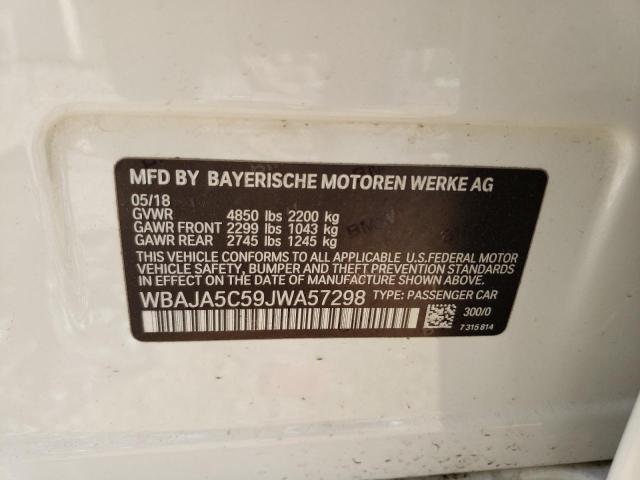 MFD BY BAYERISCHE MOTOREN WERKE AG
05/18
GVWR 4850 lbs 2200 kg
GAWR FRONT 2299 lbs 1043 kg
GAWR REAR 2745 lbs 1245 kg
THIS VEHICLE CONFORMS TO ALL APPLICABLE U.S.FEDERAL MOTOR
VEHICLE SAFETY, BUMPER AND THEFT PREVENTION STANDARDS
IN EFFECT ON THE DATE OF MANUFACTURE SHOWN ABOVE.
WBAJA5C59JWA57298 TYPE: PASSENGER CAR
300/0
7 315 814